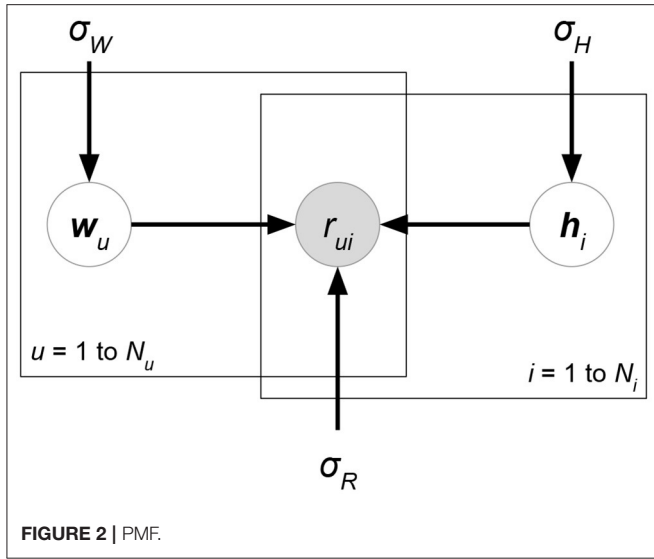 σ_W σ_H
w_u r_ui h_i
u = 1 to N_u
i = 1 to N_i
σ_R
FIGURE 2 | PMF.